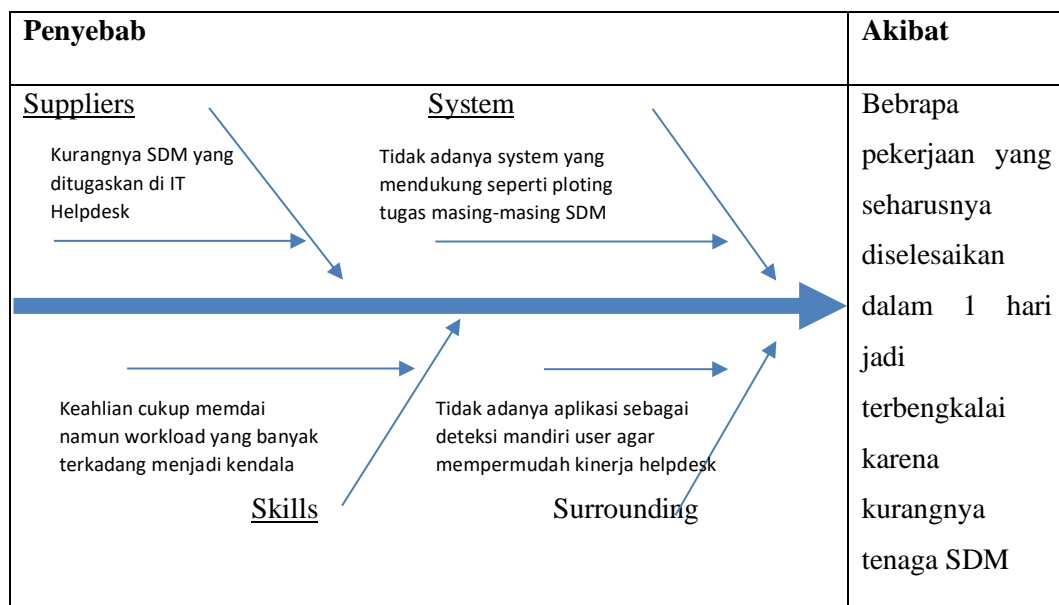 Penyebab
Akibat
Suppliers
Kurangnya SDM yang
ditugaskan di IT
Helpdesk
System
Tidak adanya system yang
mendukung seperti ploting
tugas masing-masing SDM
Keahlian cukup memdai
namun workload yang banyak
terkadang menjadi kendala
Skills
Tidak adanya aplikasi sebagai
deteksi mandiri user agar
mempermudah kinerja helpdesk
Surrounding
Bebrapa
pekerjaan yang
seharusnya
diselesaikan
dalam 1 hari
jadi
terbengkalai
karena
kurangnya
tenaga SDM